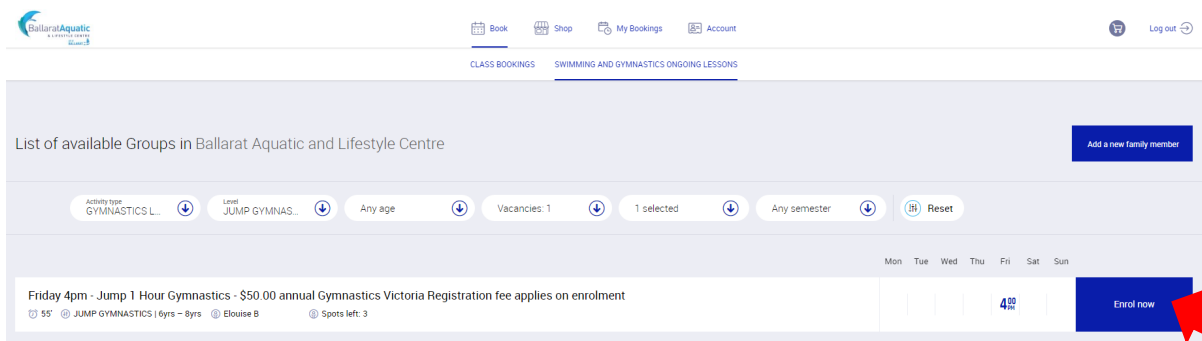 BallaratAquatic
& LIFESTYLE CENTRE
BALLARAT
Book
Shop
My Bookings
Account
Log out
CLASS BOOKINGS
SWIMMING AND GYMNASTICS ONGOING LESSONS
List of available Groups in Ballarat Aquatic and Lifestyle Centre
Add a new family member
Activity type
GYMNASTICS L...
Level
JUMP GYMNAS...
Any age
Vacancies: 1
1 selected
Any semester
Reset
Mon Tue Wed Thu Fri Sat Sun
Friday 4pm - Jump 1 Hour Gymnastics - $50.00 annual Gymnastics Victoria Registration fee applies on enrolment
55' JUMP GYMNASTICS | 6yrs – 8yrs Elouise B Spots left: 3
4 00 PM
Enrol now